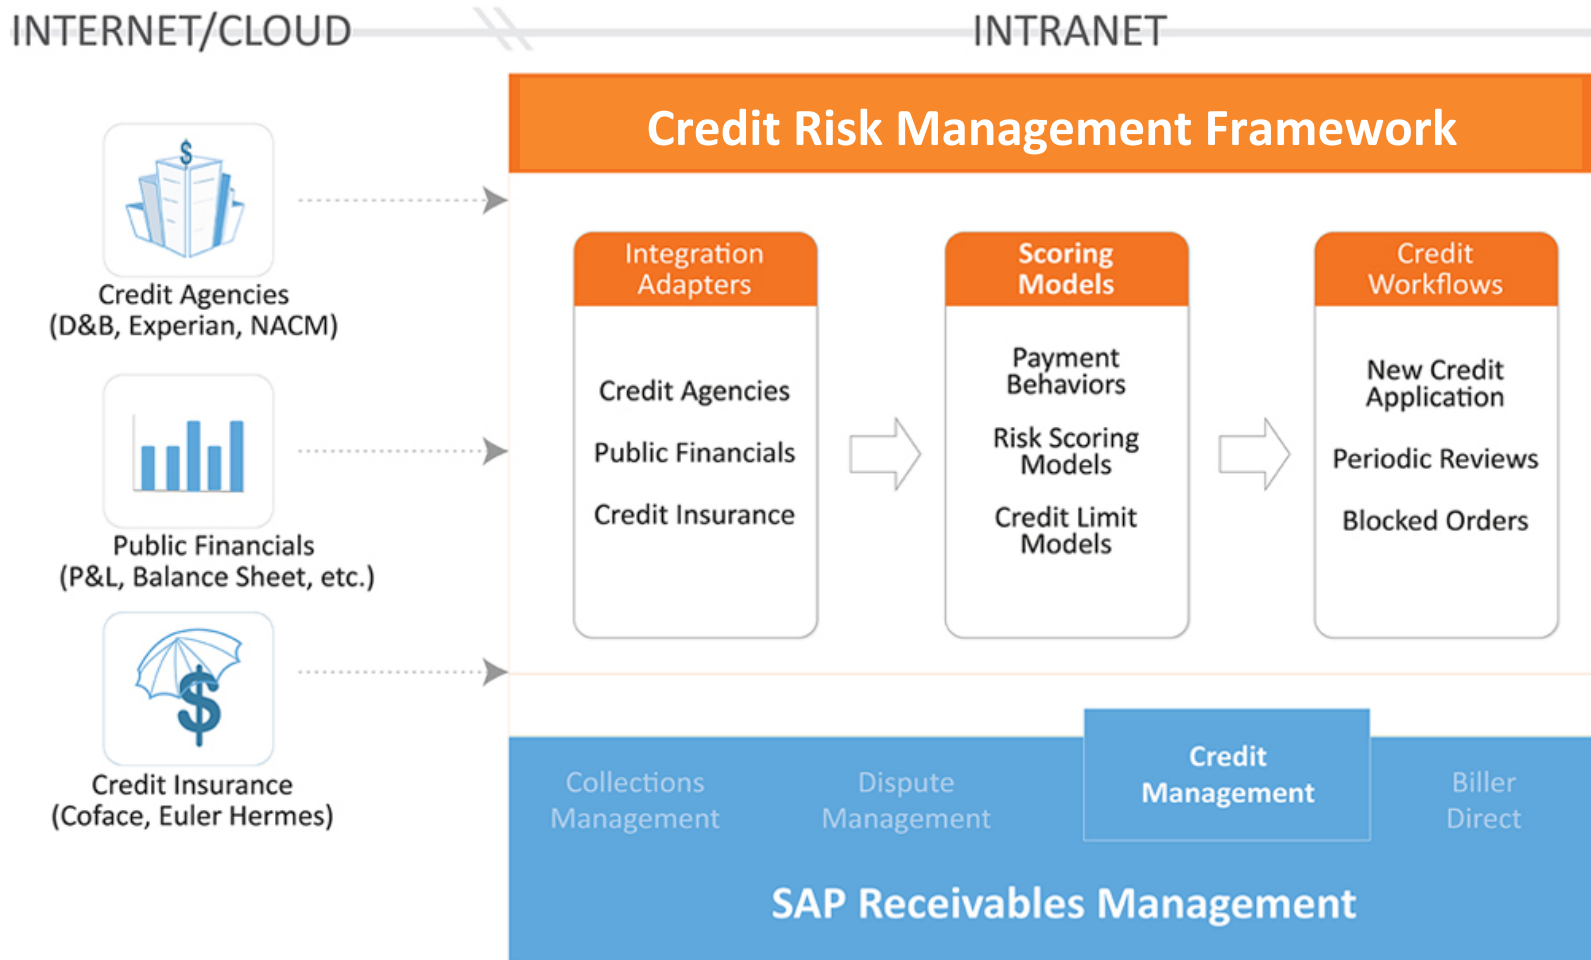 INTERNET/CLOUD
INTRANET
Credit Risk Management Framework
$
Credit Agencies
(D&B, Experian, NACM)
Public Financials
(P&L, Balance Sheet, etc.)
$
Credit Insurance
(Coface, Euler Hermes)
Integration
Adapters
Credit Agencies
Public Financials
Credit Insurance
Scoring
Models
Payment
Behaviors
Risk Scoring
Models
Credit Limit
Models
Credit
Workflows
New Credit
Application
Periodic Reviews
Blocked Orders
Collections
Management
Dispute
Management
Credit
Management
Biller
Direct
SAP Receivables Management